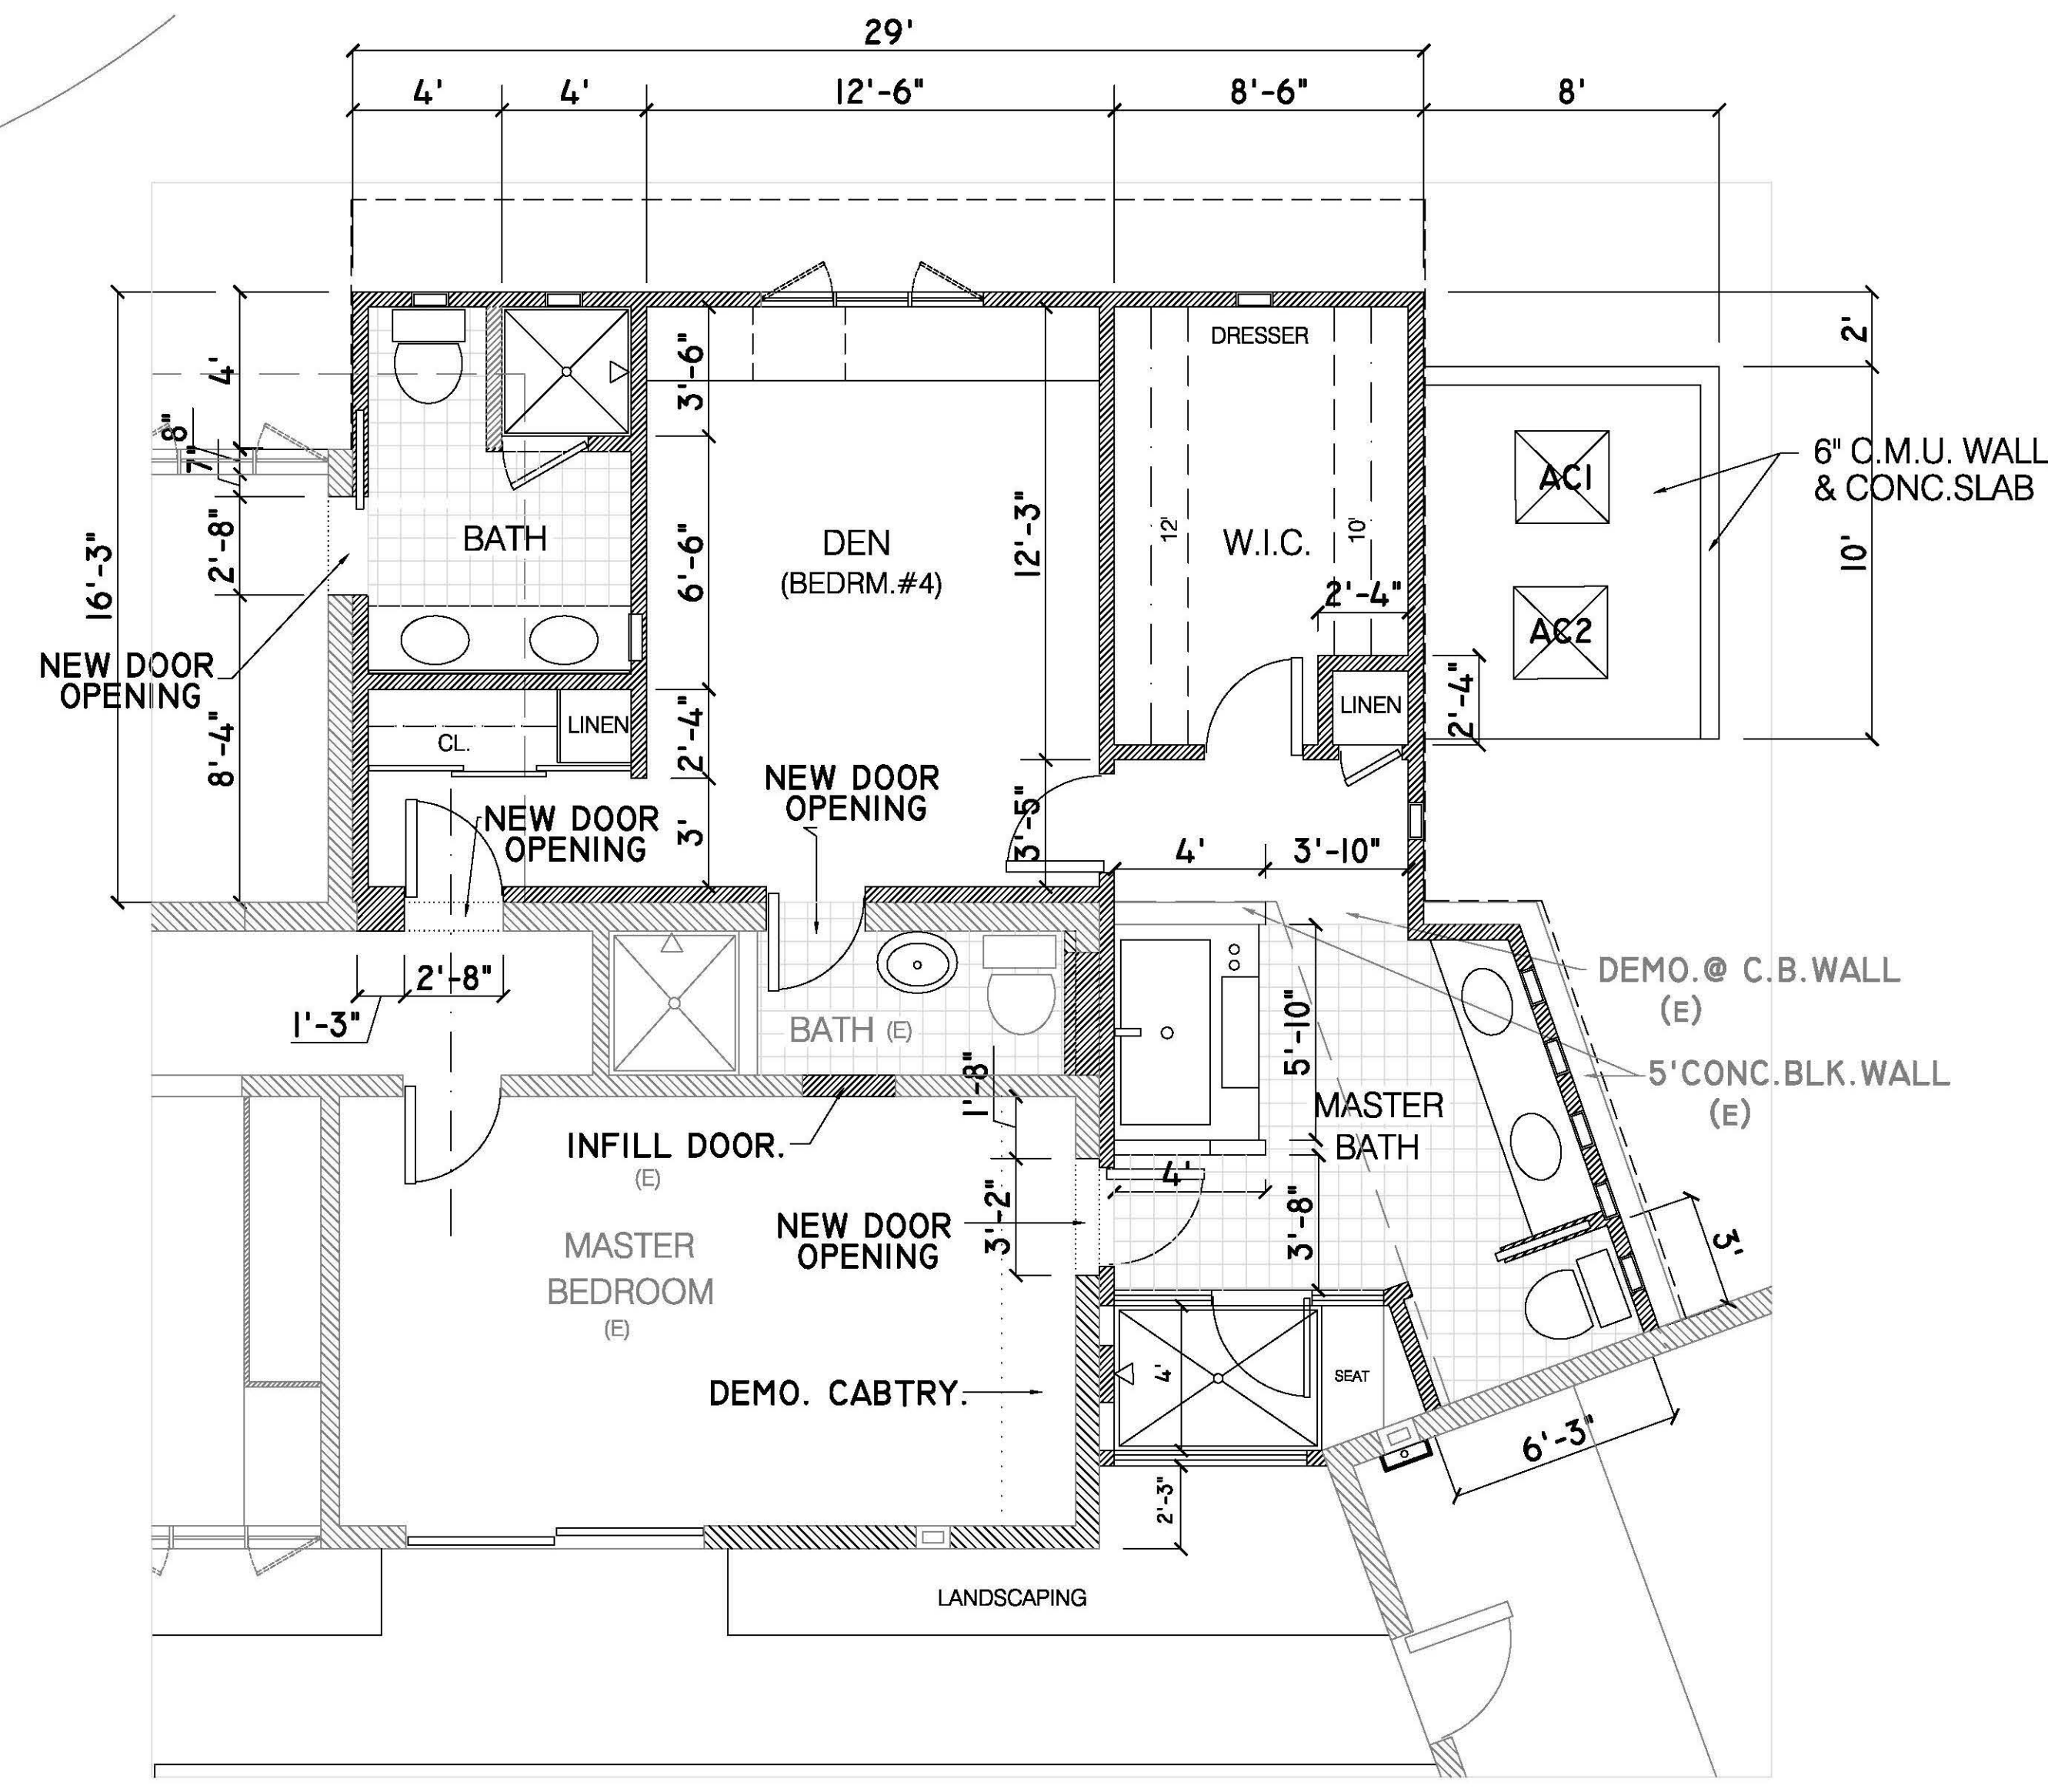 29'
4'
4'
12'-6"
8'-6"
8'
DRESSER
2'
4'
3'-6"
8"
7"
6" C.M.U. WALL
& CONC.SLAB
AC1
BATH
DEN
(BEDRM.#4)
12'-3"
12'
W.I.C.
10'
10'
2'-8"
16'-3"
6'-6"
2'-4"
AC2
NEW DOOR
OPENING
LINEN
CL.
2'-4"
LINEN
2'-4"
8'-4"
NEW DOOR
OPENING
NEW DOOR
OPENING
3'
3'-5"
4'
3'-10"
2'-8"
1'-3"
BATH (E)
DEMO.@ C.B.WALL
(E)
5'-10"
1'-8"
5'CONC.BLK.WALL
(E)
MASTER
BATH
INFILL DOOR.
(E)
4'
3'-2"
3'-8"
NEW DOOR
OPENING
3'
MASTER
BEDROOM
(E)
4'
SEAT
DEMO. CABTRY.
6'-3"
2'-3"
LANDSCAPING